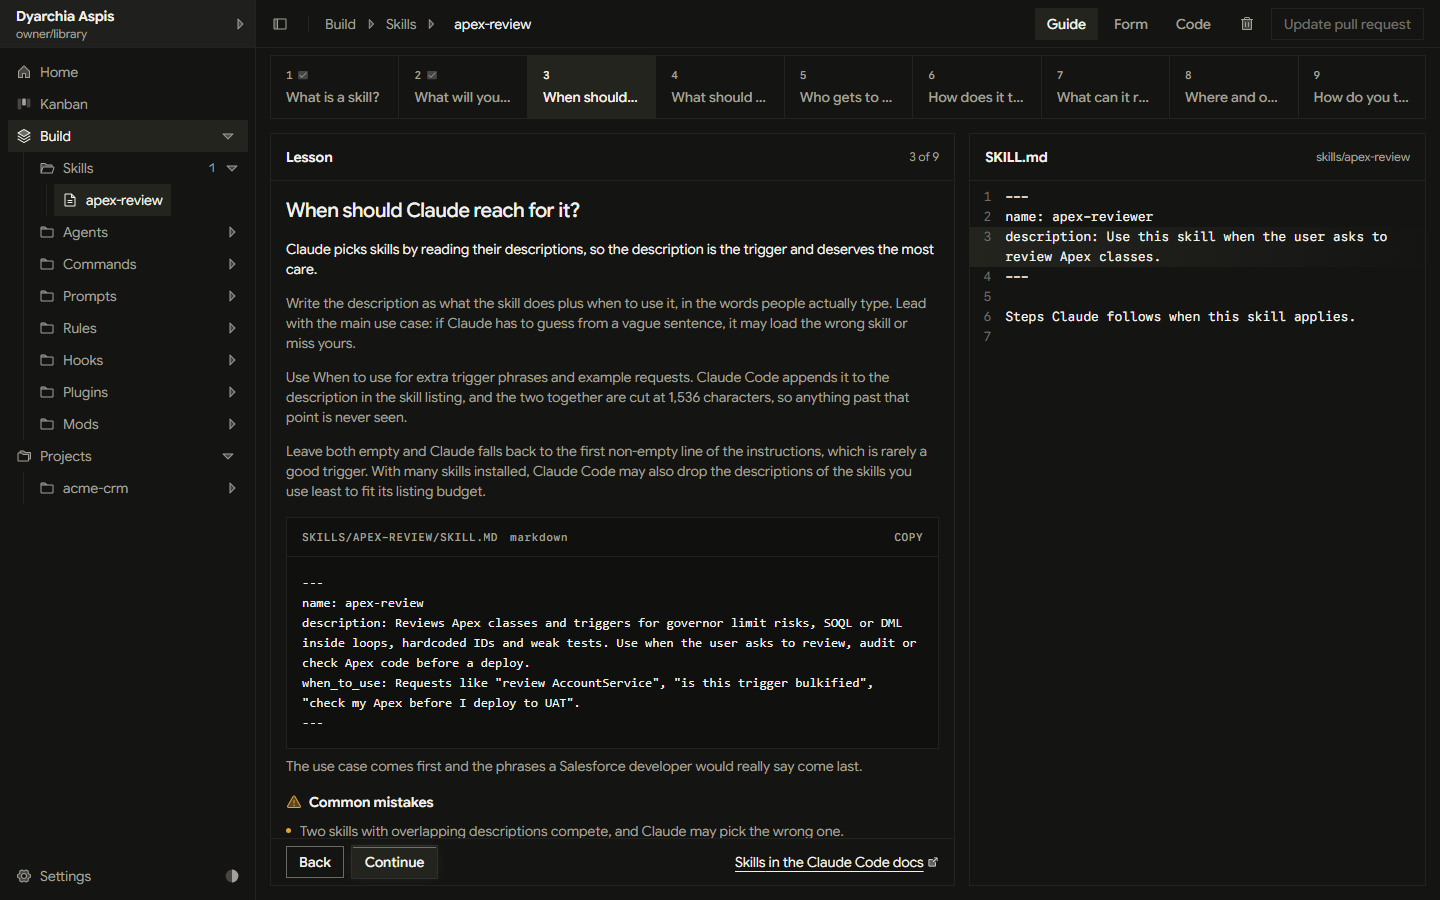 Dyarchia Aspis
owner/library
Home
Kanban
Build
Skills 1
apex-review
Agents
Commands
Prompts
Rules
Hooks
Plugins
Mods
Projects
acme-crm
Settings
Build Skills apex-review
Guide Form Code Update pull request
1
What is a skill?
2
What will you...
3
When should...
4
What should ...
5
Who gets to ...
6
How does it t...
7
What can it r...
8
Where and o...
9
How do you t...
Lesson 3 of 9
When should Claude reach for it?
Claude picks skills by reading their descriptions, so the description is the trigger and deserves the most
care.
Write the description as what the skill does plus when to use it, in the words people actually type. Lead
with the main use case: if Claude has to guess from a vague sentence, it may load the wrong skill or
miss yours.
Use When to use for extra trigger phrases and example requests. Claude Code appends it to the
description in the skill listing, and the two together are cut at 1,536 characters, so anything past that
point is never seen.
Leave both empty and Claude falls back to the first non-empty line of the instructions, which is rarely a
good trigger. With many skills installed, Claude Code may also drop the descriptions of the skills you
use least to fit its listing budget.
SKILLS/APEX-REVIEW/SKILL.MD markdown COPY
---
name: apex-review
description: Reviews Apex classes and triggers for governor limit risks, SOQL or DML
inside loops, hardcoded IDs and weak tests. Use when the user asks to review, audit or
check Apex code before a deploy.
when_to_use: Requests like "review AccountService", "is this trigger bulkified",
"check my Apex before I deploy to UAT".
---
The use case comes first and the phrases a Salesforce developer would really say come last.
Common mistakes
Two skills with overlapping descriptions compete, and Claude may pick the wrong one.
Back Continue Skills in the Claude Code docs
SKILL.md skills/apex-review
1 ---
2 name: apex-reviewer
3 description: Use this skill when the user asks to
review Apex classes.
4 ---
5
6 Steps Claude follows when this skill applies.
7